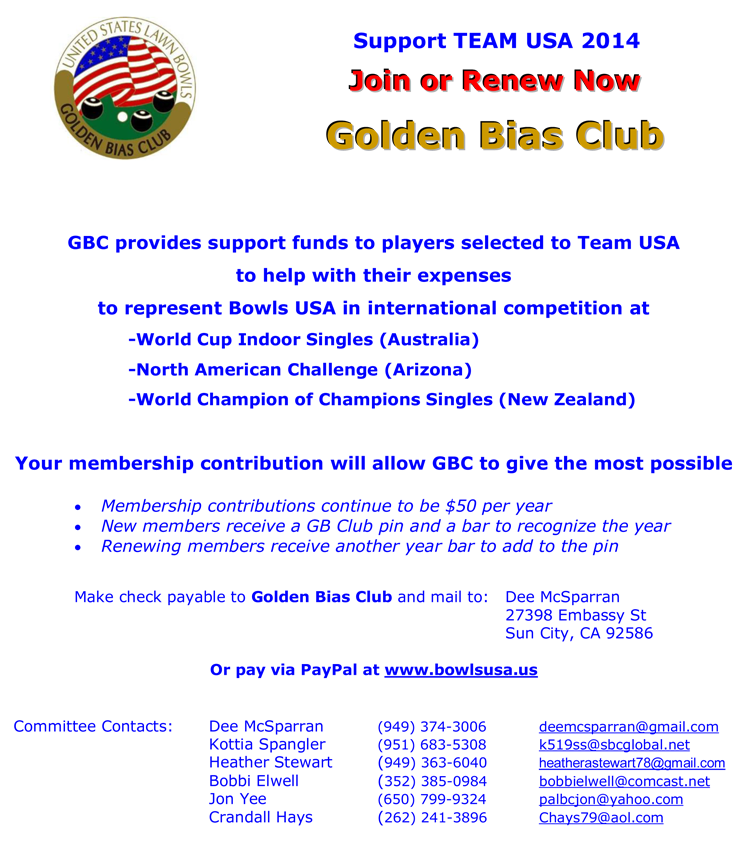 UNITED STATES LAWN BOWLS
GOLDEN BIAS CLUB
Support TEAM USA 2014
Join or Renew Now
Golden Bias Club
GBC provides support funds to players selected to Team USA
to help with their expenses
to represent Bowls USA in international competition at
-World Cup Indoor Singles (Australia)
-North American Challenge (Arizona)
-World Champion of Champions Singles (New Zealand)
Your membership contribution will allow GBC to give the most possible
• Membership contributions continue to be $50 per year
• New members receive a GB Club pin and a bar to recognize the year
• Renewing members receive another year bar to add to the pin
Make check payable to Golden Bias Club and mail to: Dee McSparran
27398 Embassy St
Sun City, CA 92586
Or pay via PayPal at www.bowlsusa.us
Committee Contacts: Dee McSparran (949) 374-3006 deemcsparran@gmail.com
Kottia Spangler (951) 683-5308 k519ss@sbcglobal.net
Heather Stewart (949) 363-6040 heatherastewart78@gmail.com
Bobbi Elwell (352) 385-0984 bobbielwell@comcast.net
Jon Yee (650) 799-9324 palbcjon@yahoo.com
Crandall Hays (262) 241-3896 Chays79@aol.com